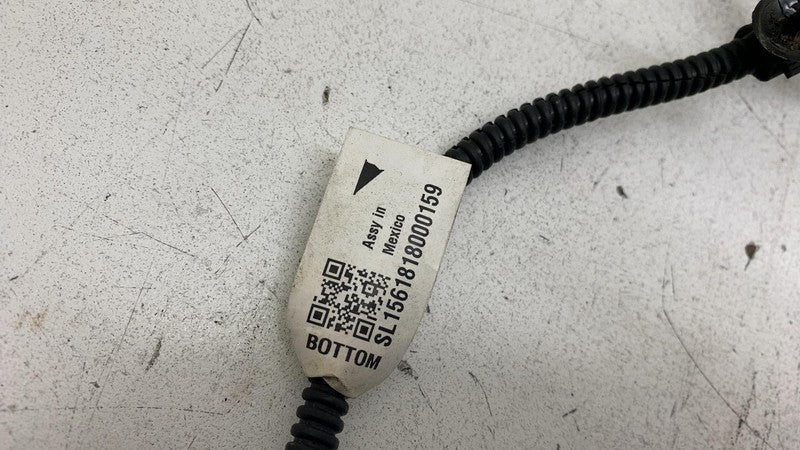 Assy in
Mexico
SL1561818000159
BOTTOM